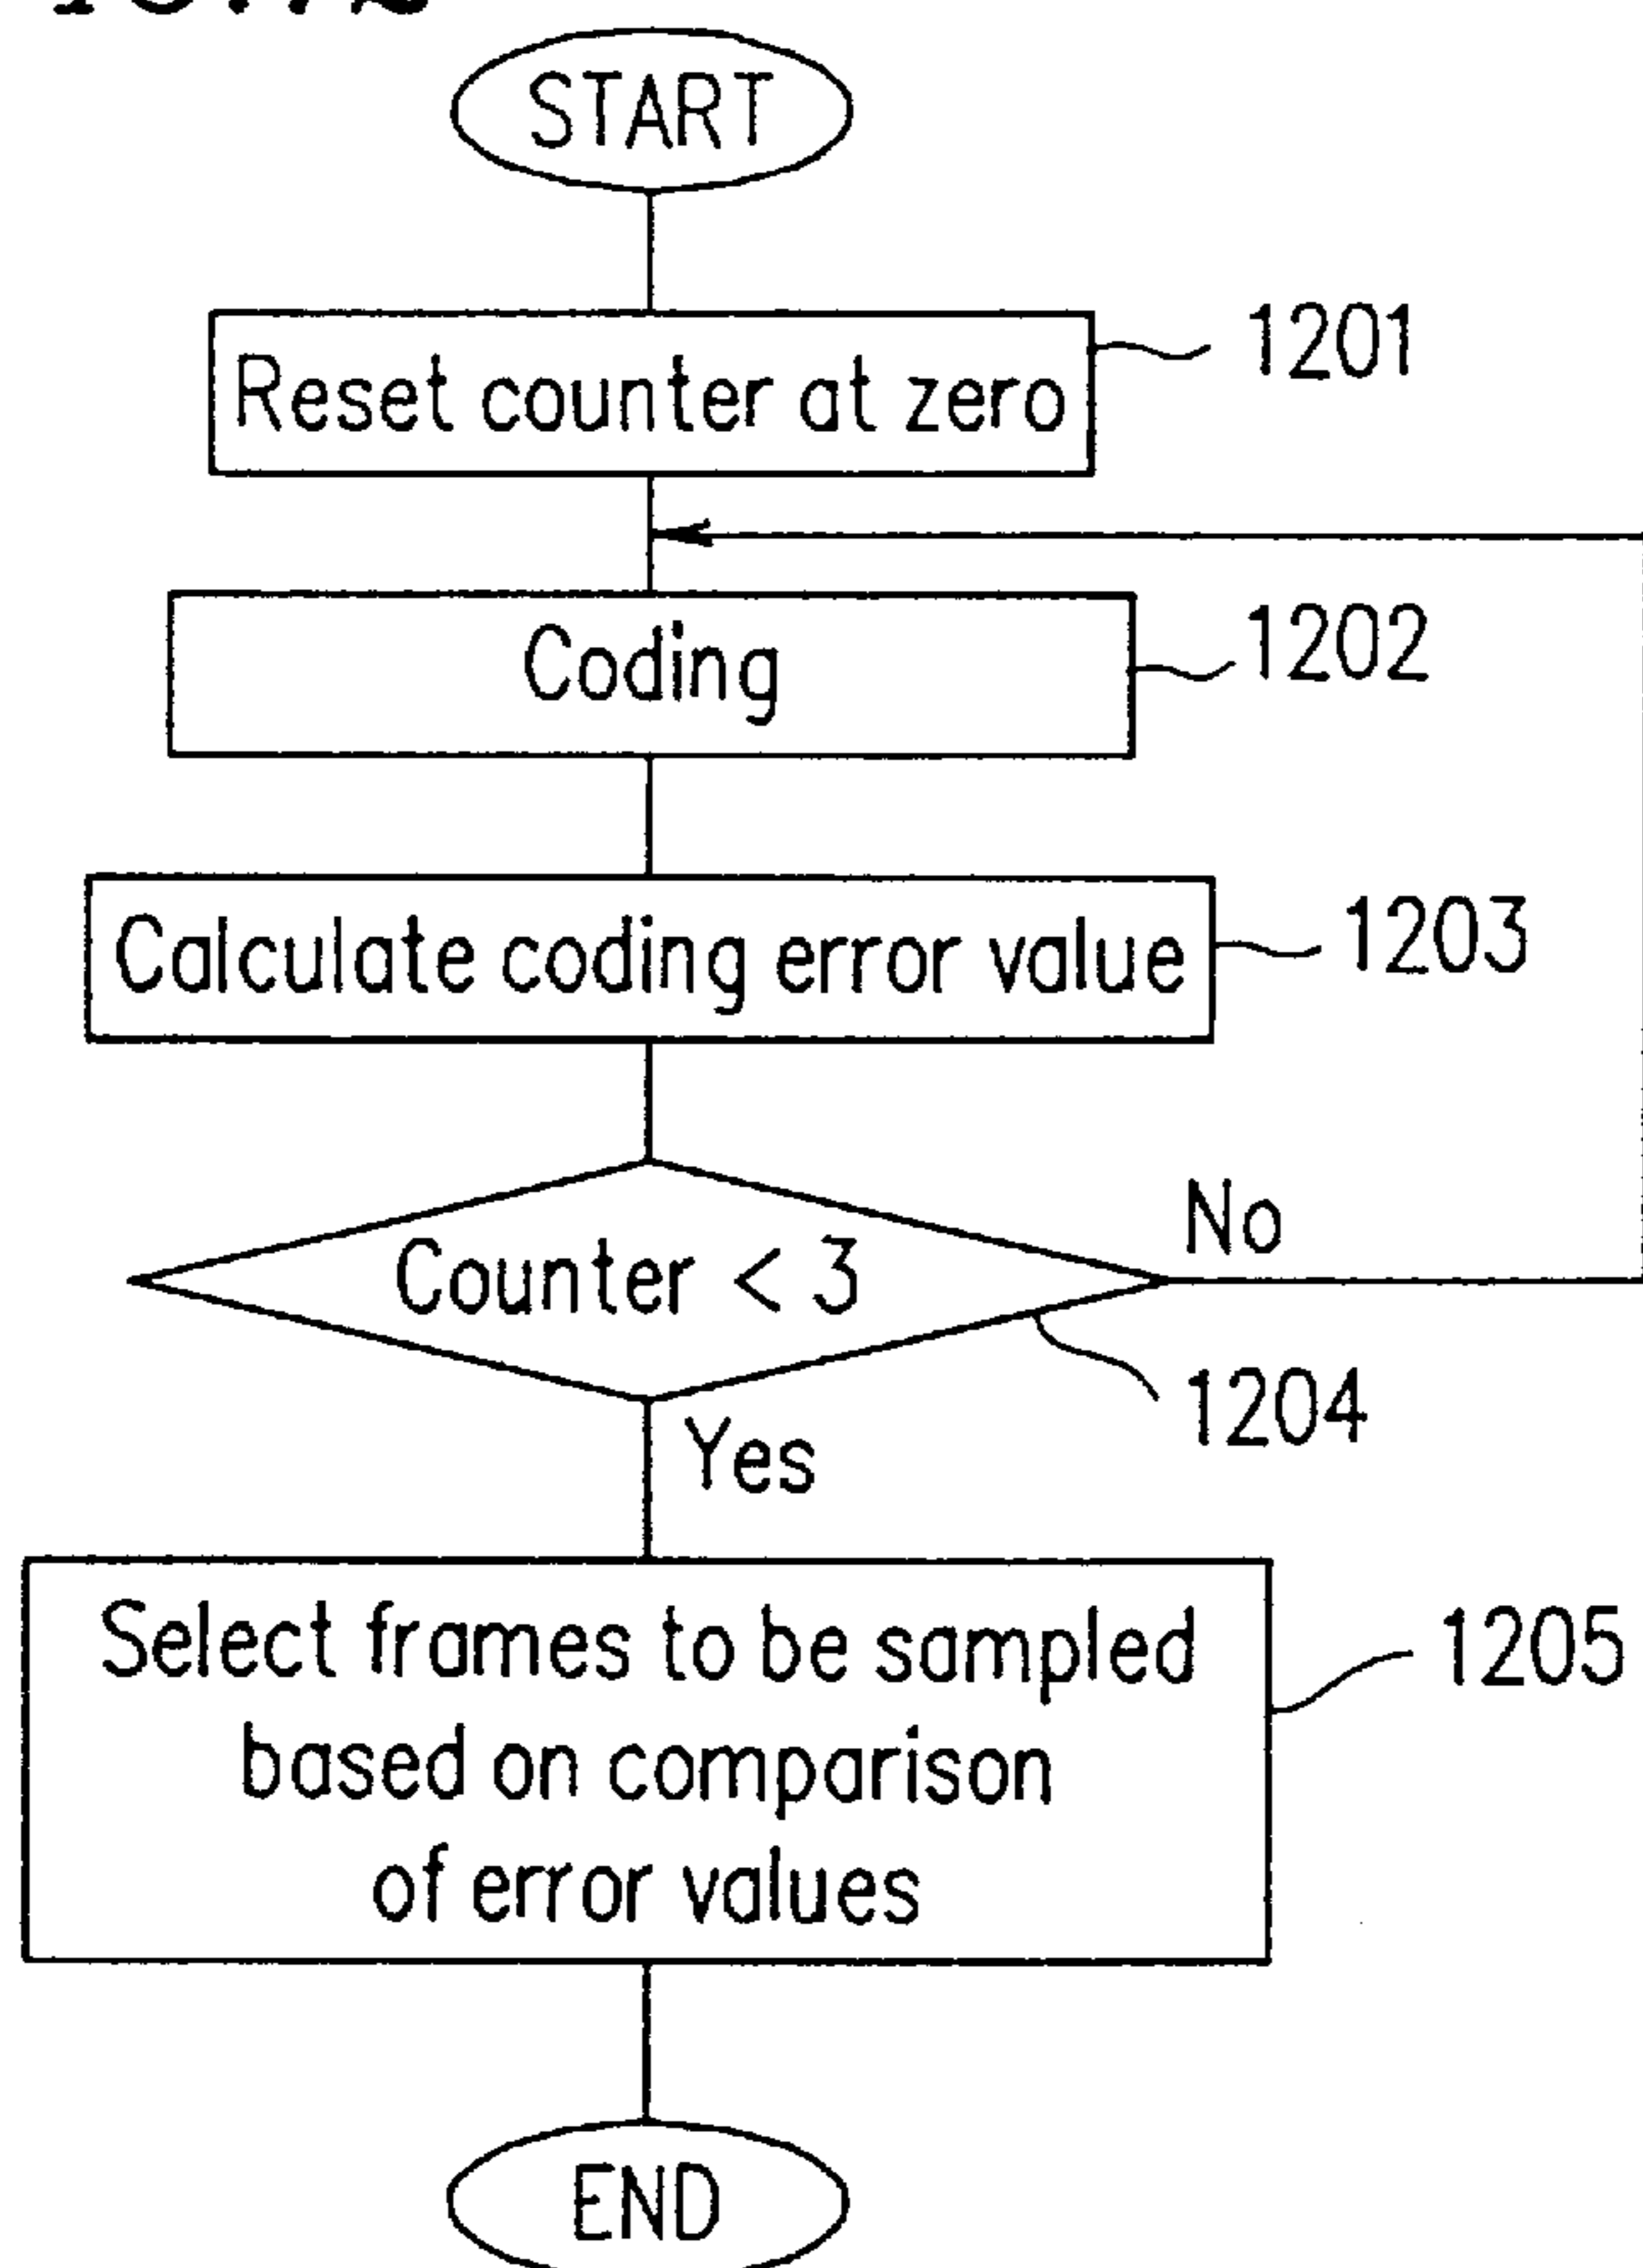 START
Reset counter at zero
1201
Coding
1202
Calculate coding error value
1203
Counter < 3
No
1204
Yes
Select frames to be sampled
based on comparison
of error values
1205
END